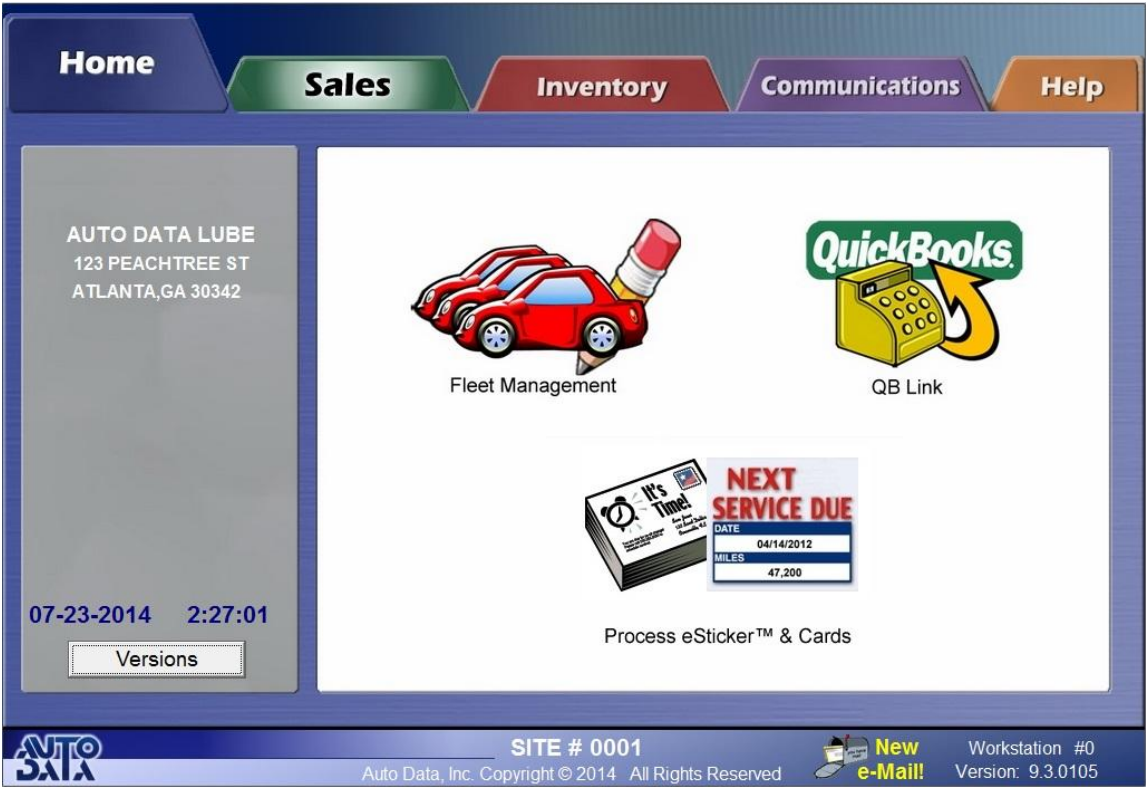 Home
Sales
Inventory
Communications
Help
AUTO DATA LUBE
123 PEACHTREE ST
ATLANTA,GA 30342
07-23-2014 2:27:01
Versions
Fleet Management
QuickBooks.
QB Link
It's
Time!
NEXT
SERVICE DUE
DATE
04/14/2012
MILES
47,200
Process eSticker™ & Cards
AUTO
DATA
SITE # 0001
Auto Data, Inc. Copyright © 2014 All Rights Reserved
New
e-Mail!
Workstation #0
Version: 9.3.0105